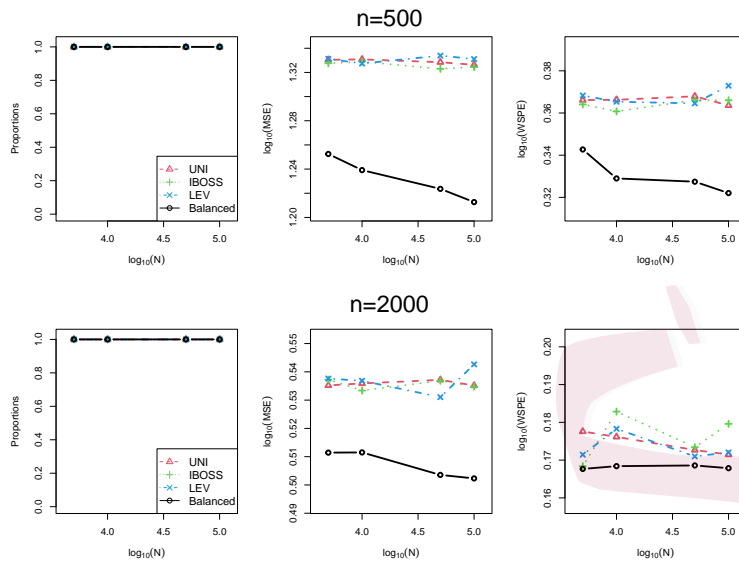 n=500
Proportions
1.0
0.8
0.6
0.4
0.2
0.0
UNI
IBOSS
LEV
Balanced
4.0
4.5
5.0
log10(N)
log10(MSE)
1.32
1.28
1.24
1.20
4.0
4.5
5.0
log10(N)
log10(WSPE)
0.38
0.36
0.34
0.32
4.0
4.5
5.0
log10(N)
n=2000
Proportions
1.0
0.8
0.6
0.4
0.2
0.0
UNI
IBOSS
LEV
Balanced
4.0
4.5
5.0
log10(N)
log10(MSE)
0.55
0.54
0.53
0.51
0.50
0.49
4.0
4.5
5.0
log10(N)
log10(WSPE)
0.20
0.19
0.18
0.17
0.16
4.0
4.5
5.0
log10(N)